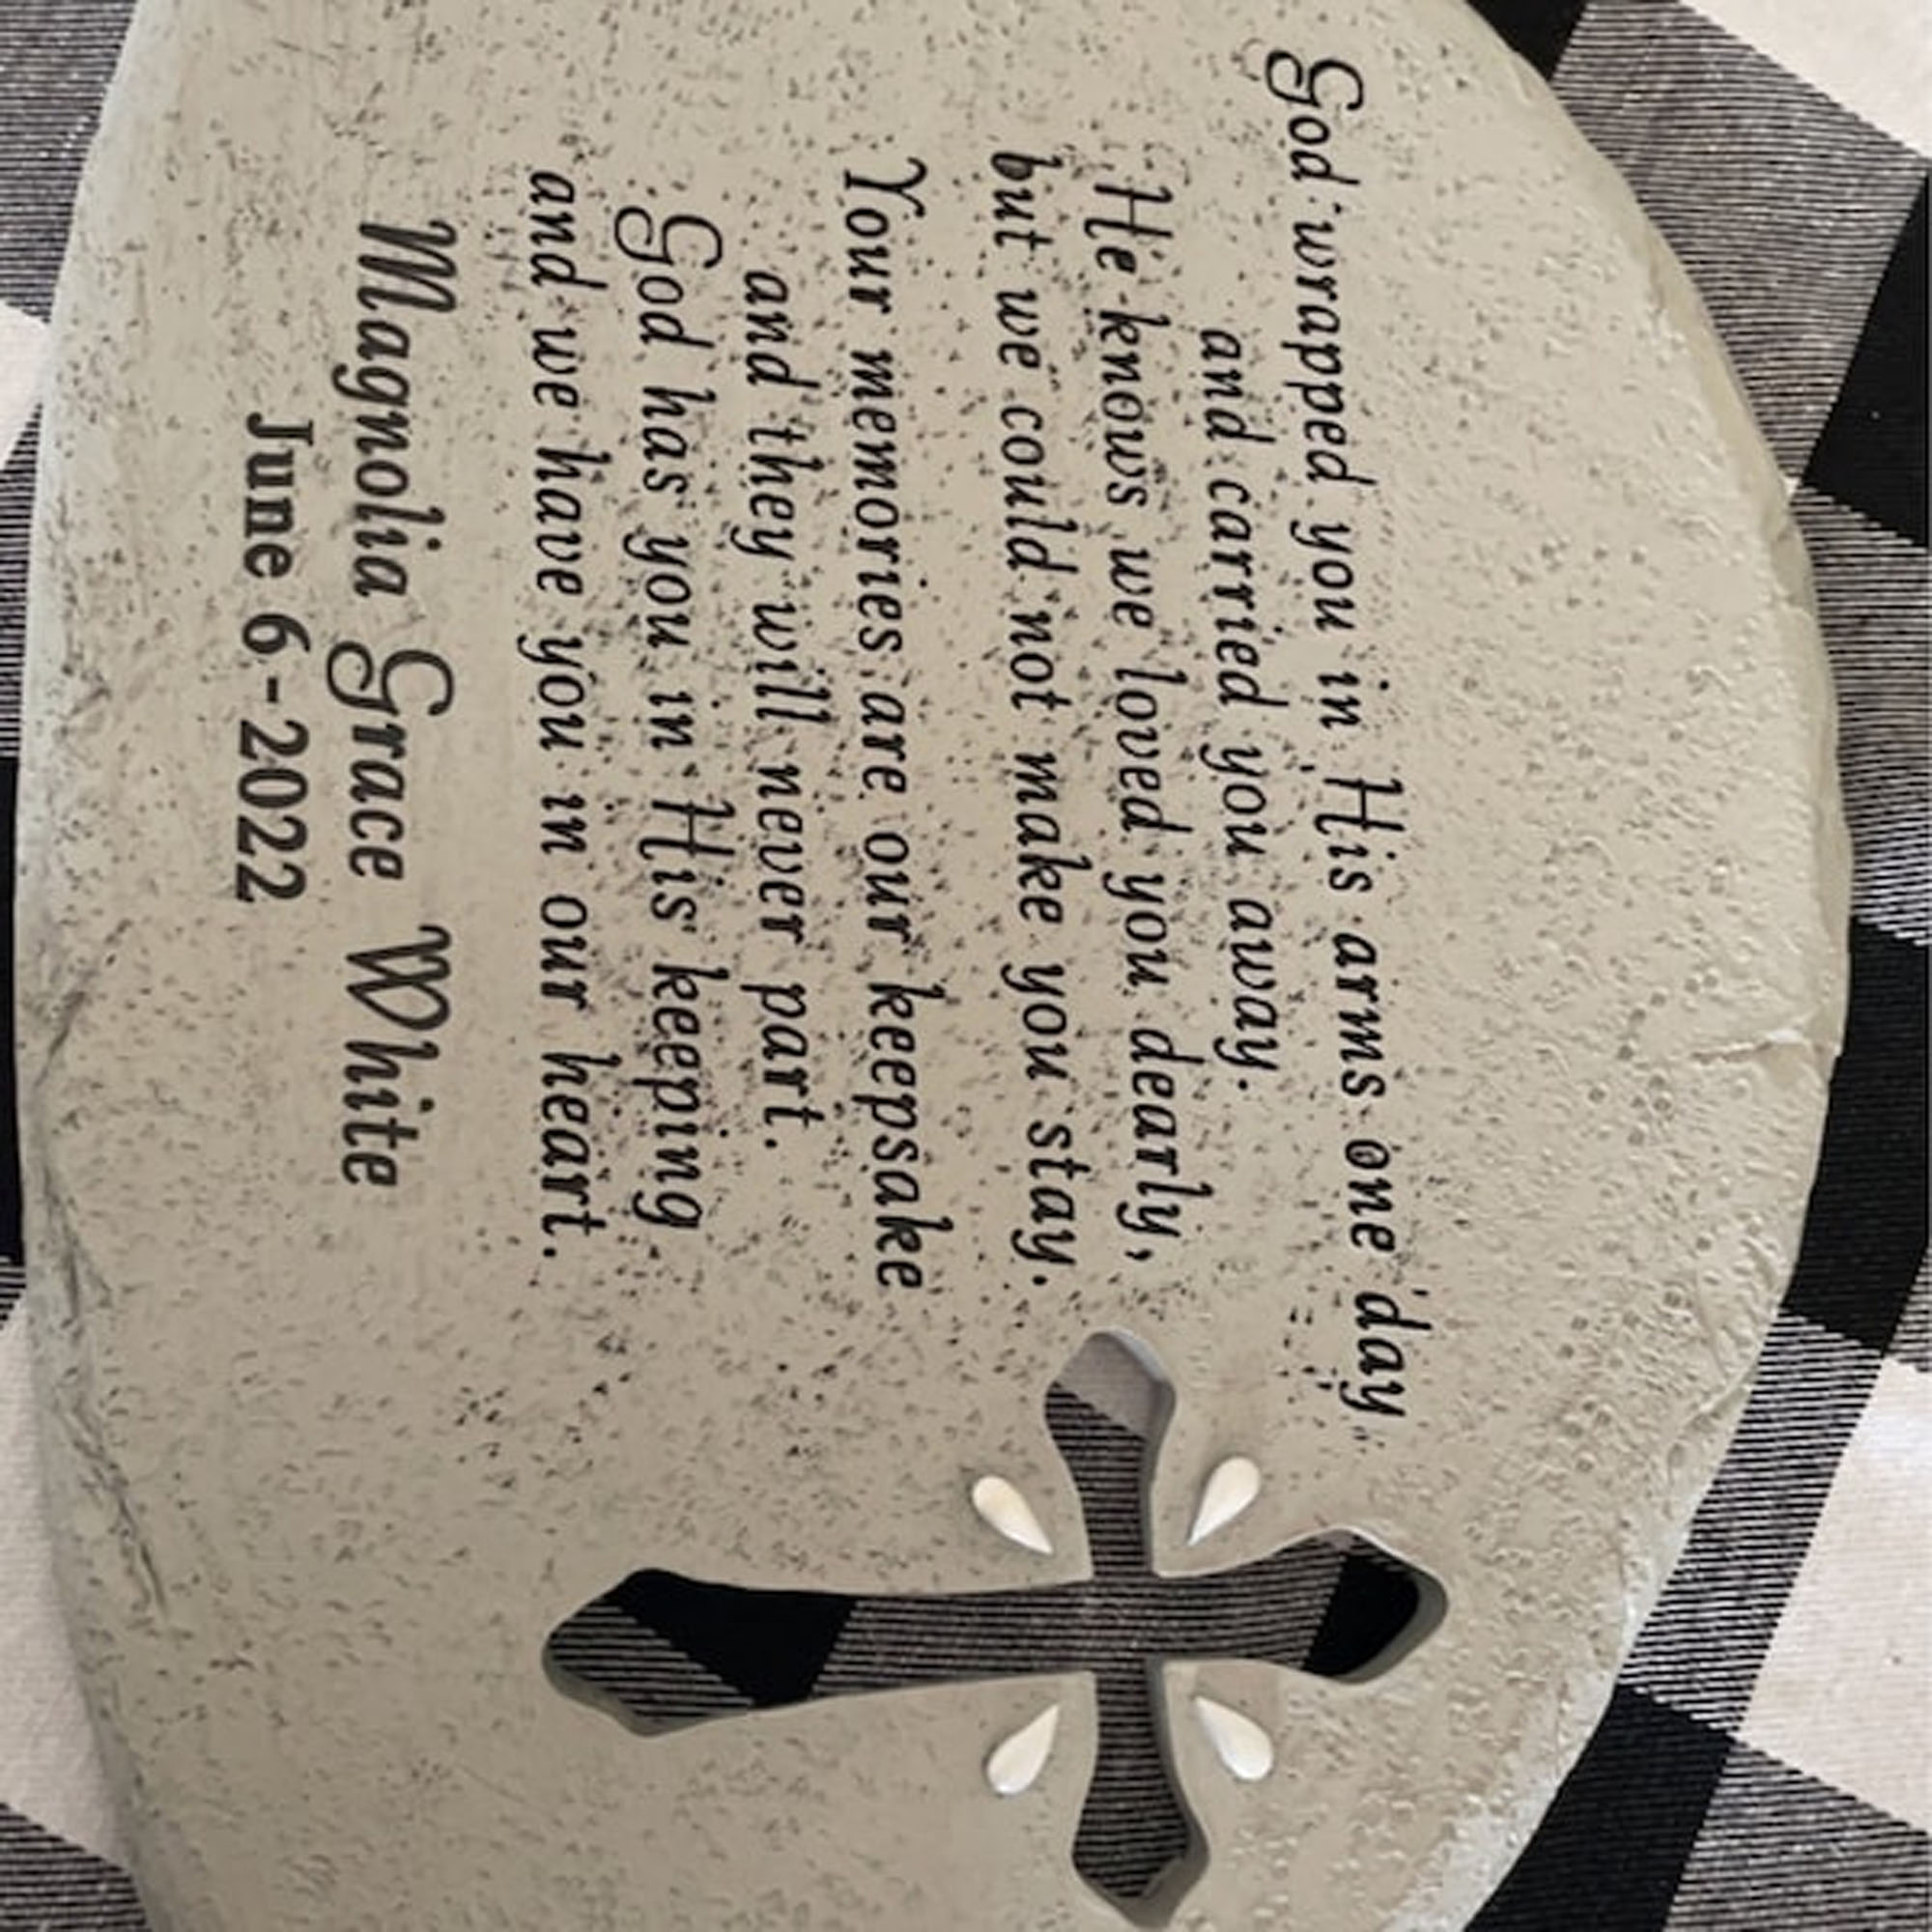 God wrapped you in His arms one day
and carried you away.
He knows we loved you dearly,
but we could not make you stay.
Your memories are our keepsake
and they will never part.
God has you in His keeping
and we have you in our heart.
Magnolia Grace White
June 6-2022